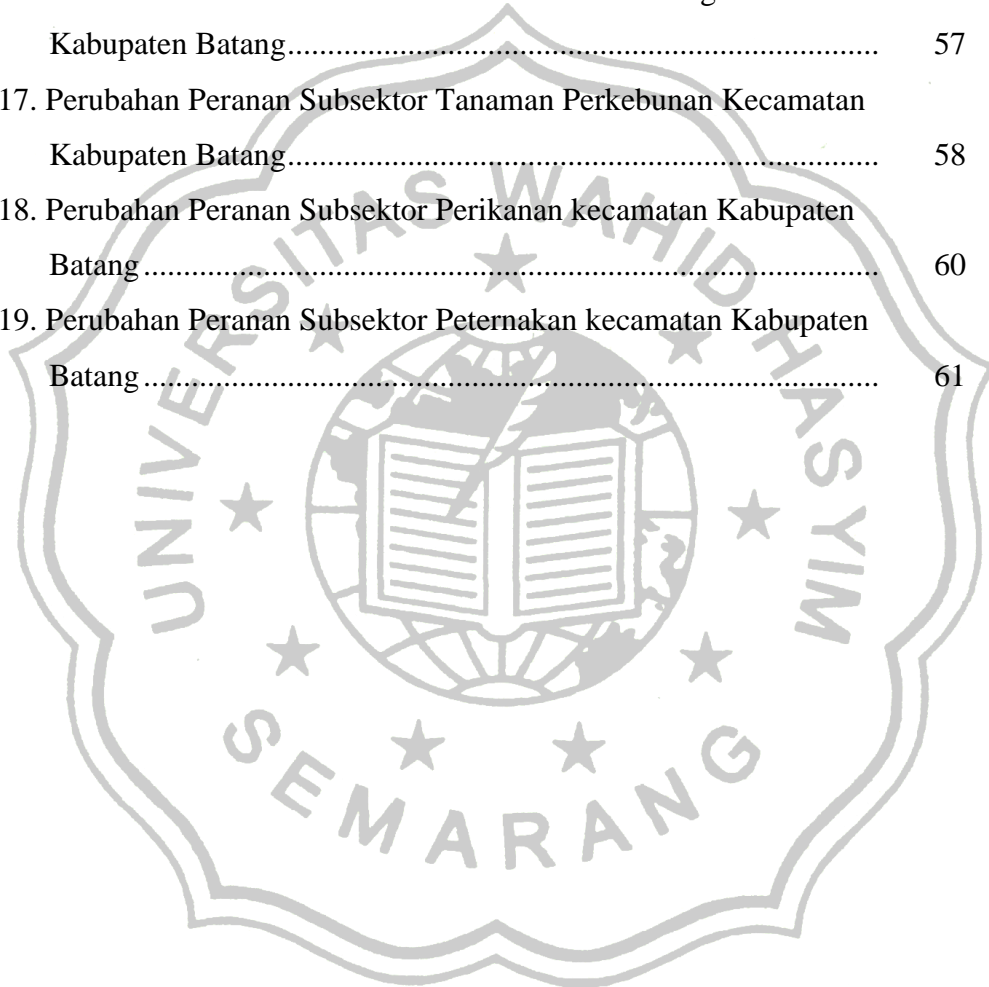 Kabupaten Batang.......................................................................... 57
17. Perubahan Peranan Subsektor Tanaman Perkebunan Kecamatan
Kabupaten Batang.......................................................................... 58
18. Perubahan Peranan Subsektor Perikanan kecamatan Kabupaten
Batang............................................................................................ 60
19. Perubahan Peranan Subsektor Peternakan kecamatan Kabupaten
Batang............................................................................................ 61
UNIVERSITAS WAHID HASYIM
SEMARANG